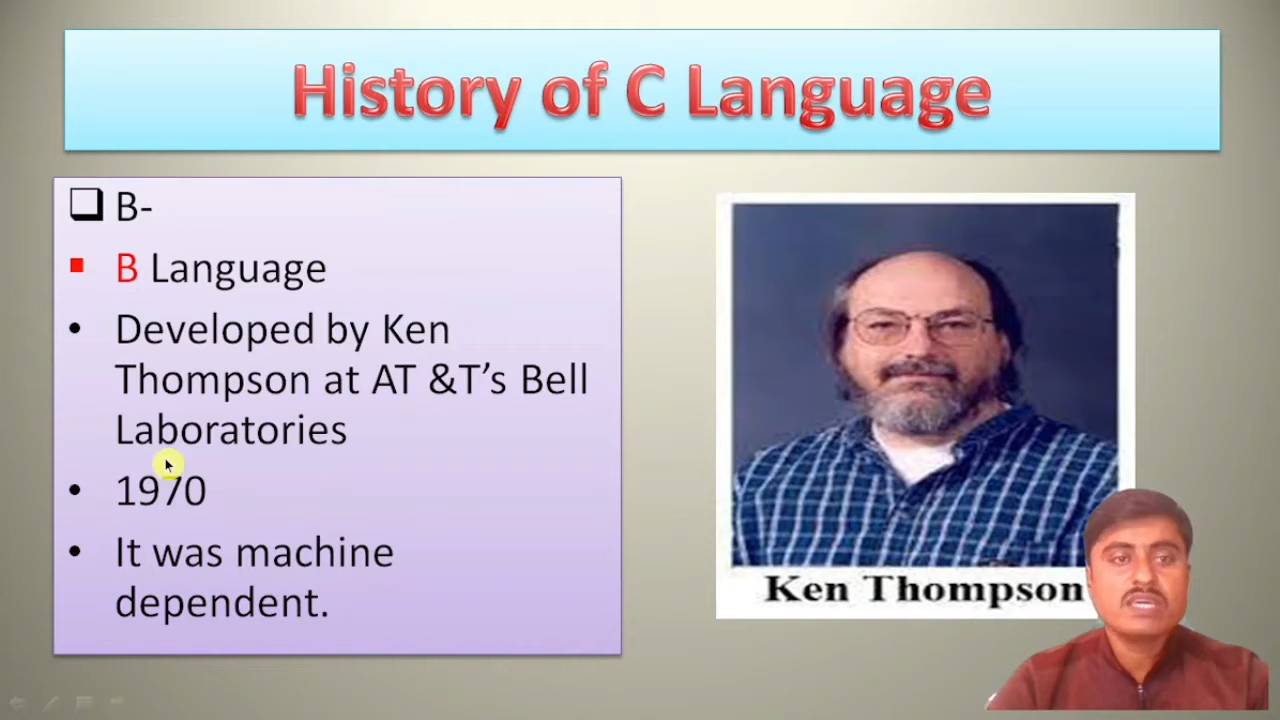 History of C Language
B-
B Language
Developed by Ken
Thompson at AT &T’s Bell
Laboratories
1970
It was machine
dependent.
Ken Thompson